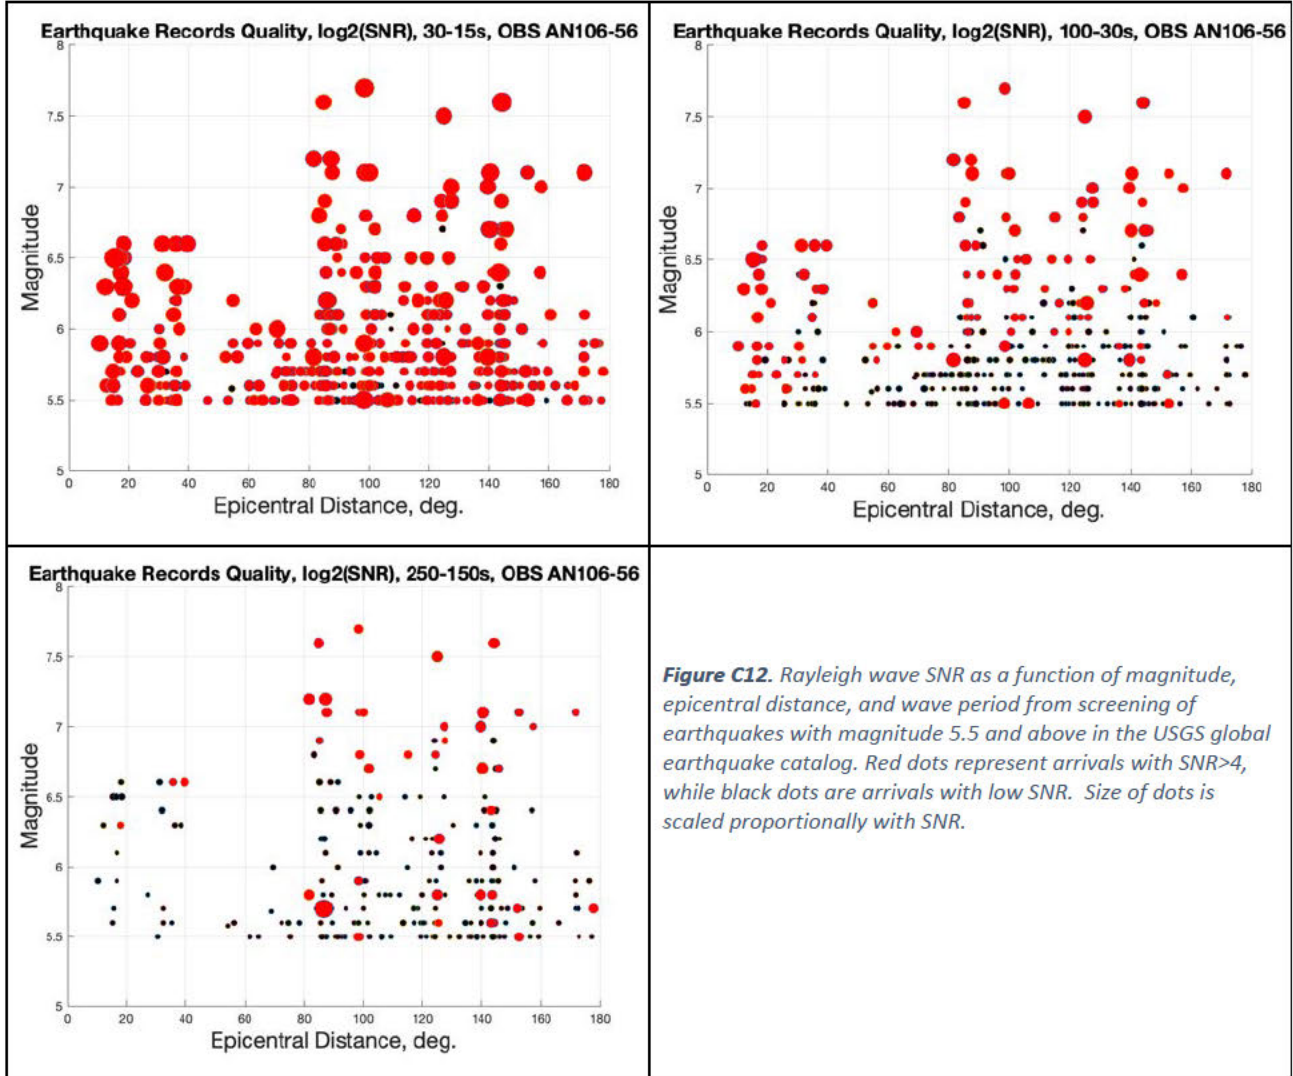 Earthquake Records Quality, log2(SNR), 30-15s, OBS AN106-56
8
7.5
7
6.5
6
5.5
5
Magnitude
0 20 40 60 80 100 120 140 160 180
Epicentral Distance, deg.
Earthquake Records Quality, log2(SNR), 100-30s, OBS AN106-56
8
7.5
7
6.5
6
5.5
5
Magnitude
0 20 40 60 80 100 120 140 160 180
Epicentral Distance, deg.
Earthquake Records Quality, log2(SNR), 250-150s, OBS AN106-56
8
7.5
7
6.5
6
5.5
5
Magnitude
0 20 40 60 80 100 120 140 160 180
Epicentral Distance, deg.
Figure C12. Rayleigh wave SNR as a function of magnitude,
epicentral distance, and wave period from screening of
earthquakes with magnitude 5.5 and above in the USGS global
earthquake catalog. Red dots represent arrivals with SNR>4,
while black dots are arrivals with low SNR. Size of dots is
scaled proportionally with SNR.